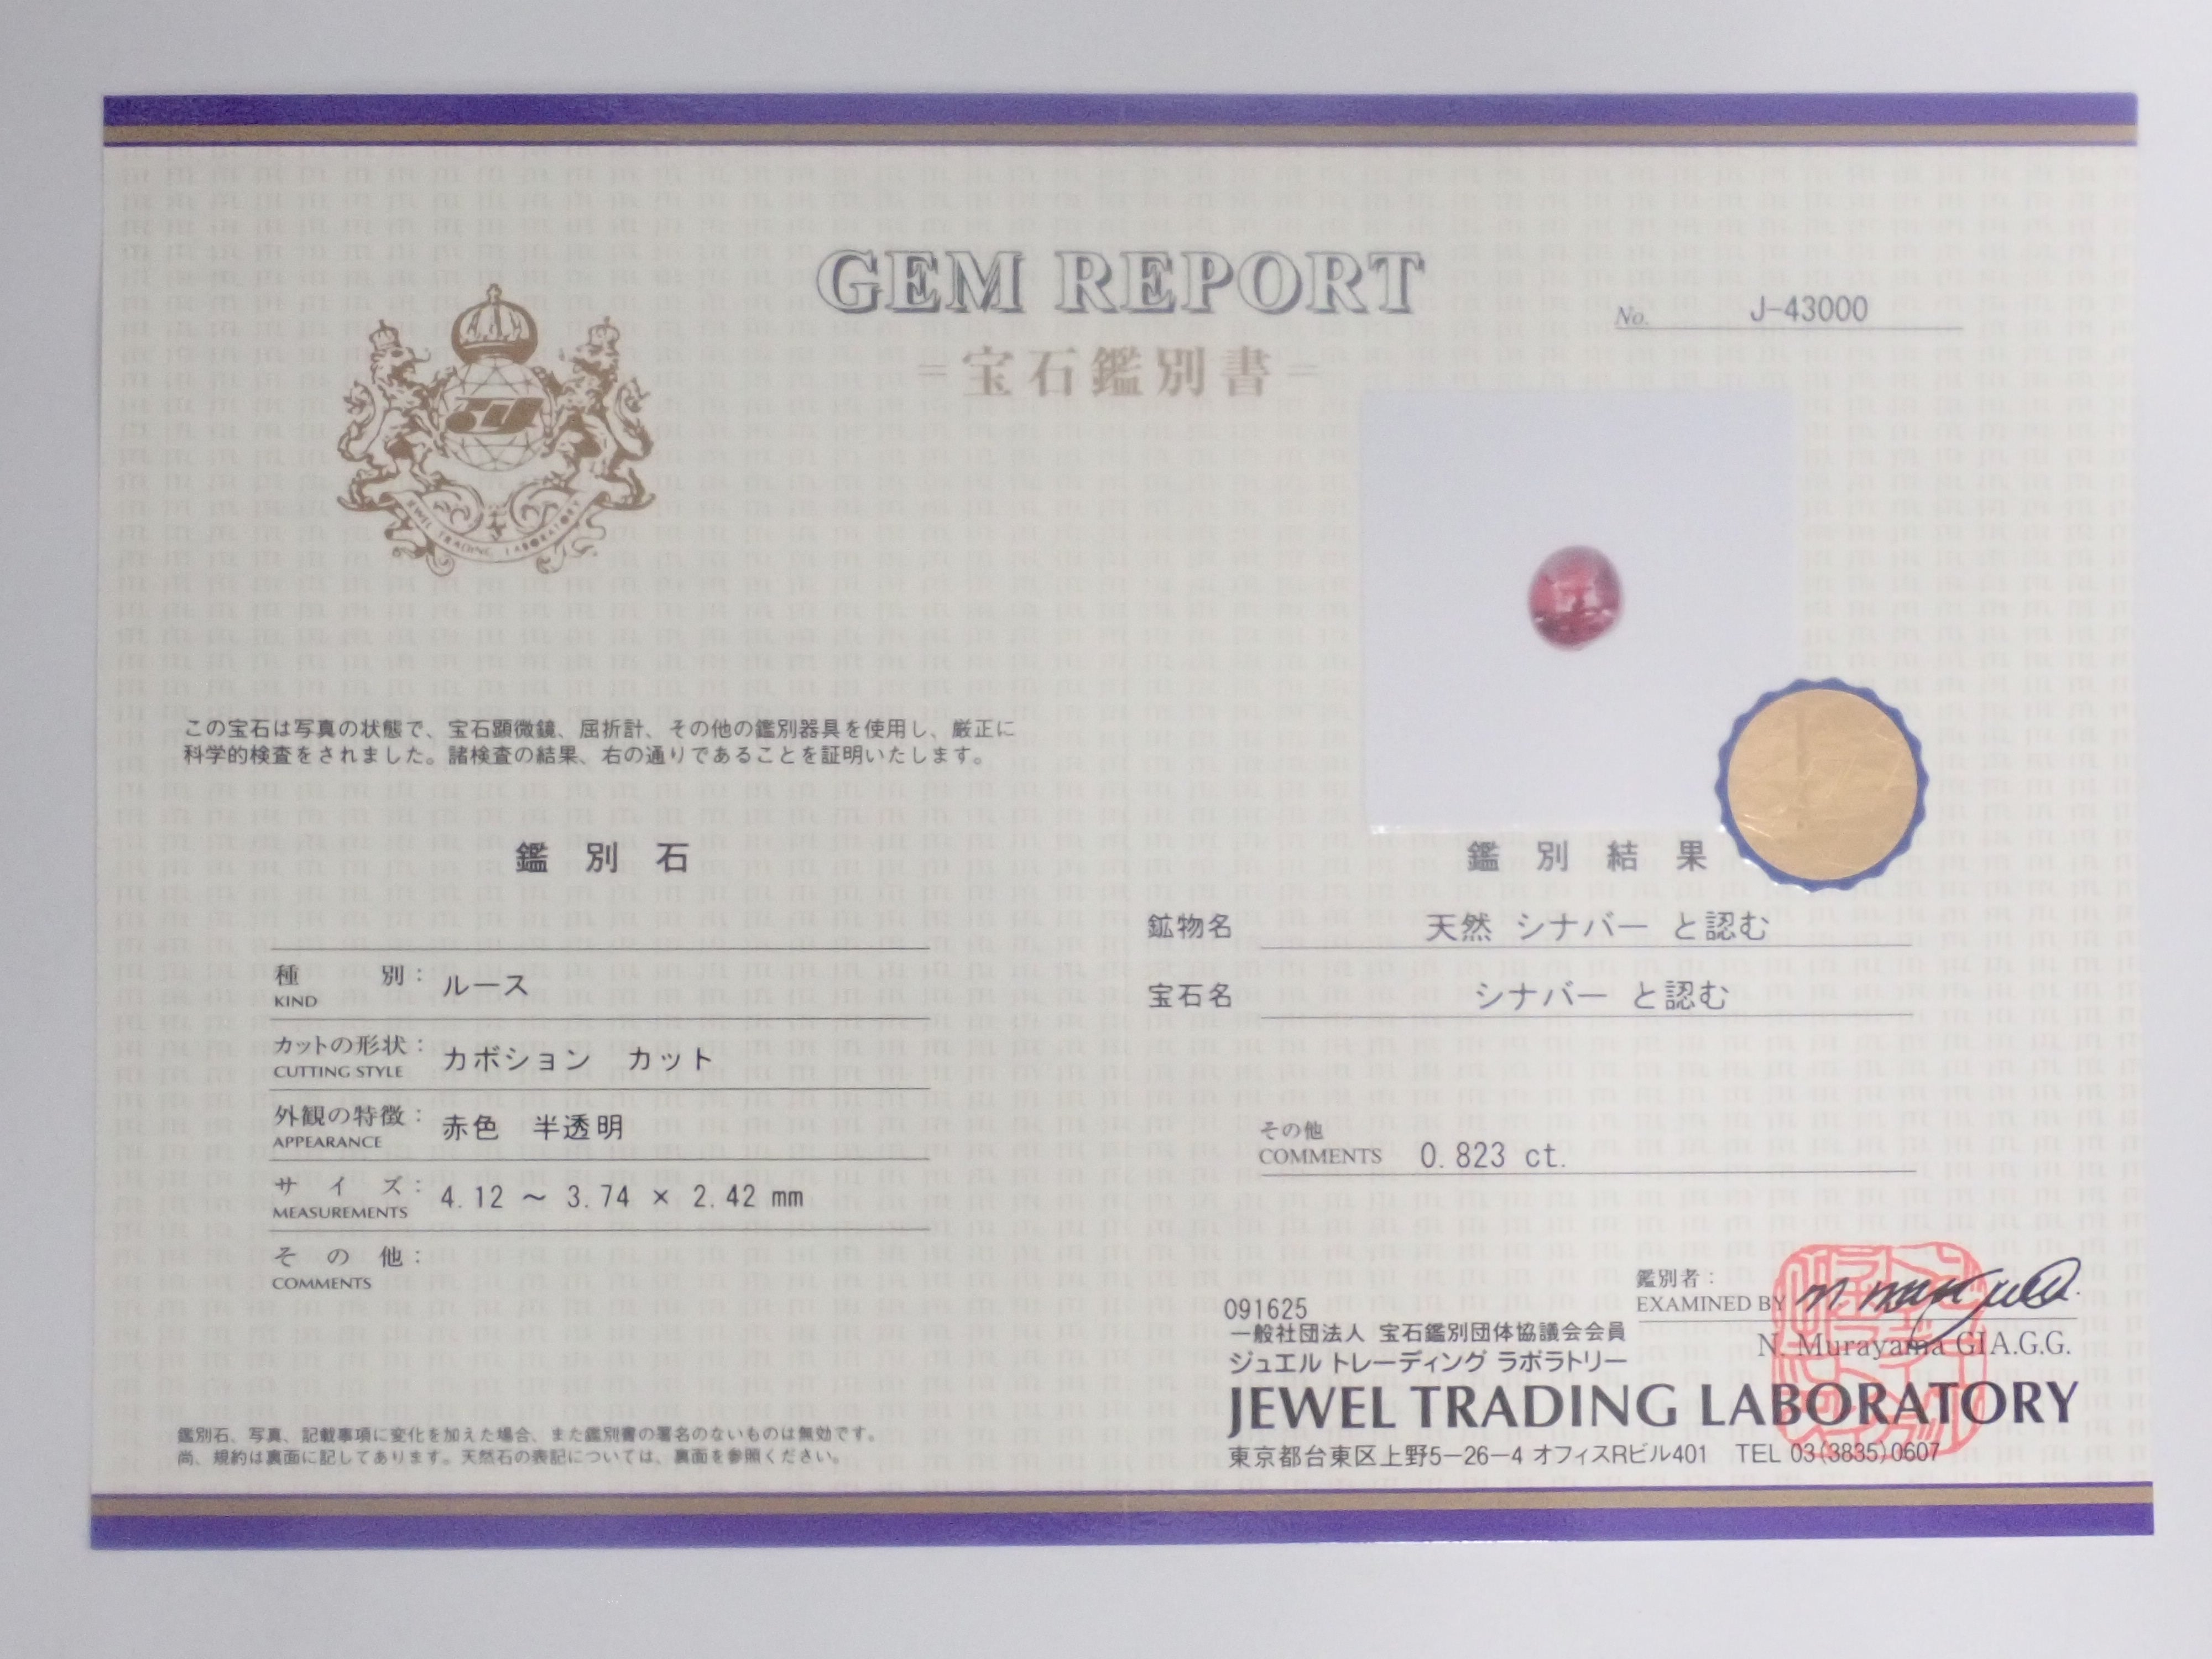 GEM REPORT
No. J-43000
=宝石鑑別書=
JEWEL TRADING LABORATORY
この宝石は写真の状態で、宝石顕微鏡、屈折計、その他の鑑別器具を使用し、厳正に
科学的検査をされました。諸検査の結果、右の通りであることを証明いたします。
鑑別石
種別: ルース
KIND
カットの形状: カボション カット
CUTTING STYLE
外観の特徴: 赤色 半透明
APPEARANCE
サイズ: 4.12 ～ 3.74 × 2.42 mm
MEASUREMENTS
その他:
COMMENTS
鑑別石、写真、記載事項に変化を加えた場合、また鑑別書の署名のないものは無効です。
尚、規約は裏面に記してあります。天然石の表記については、裏面を参照ください。
鑑別結果
鉱物名 天然 シナバー と認む
宝石名 シナバー と認む
その他
COMMENTS 0.823 ct.
鑑別者:
EXAMINED BY
N. Murayama GIA.G.G.
091625
一般社団法人 宝石鑑別団体協議会会員
ジュエル トレーディング ラボラトリー
JEWEL TRADING LABORATORY
東京都台東区上野5-26-4 オフィスRビル401 TEL 03(3835)0607